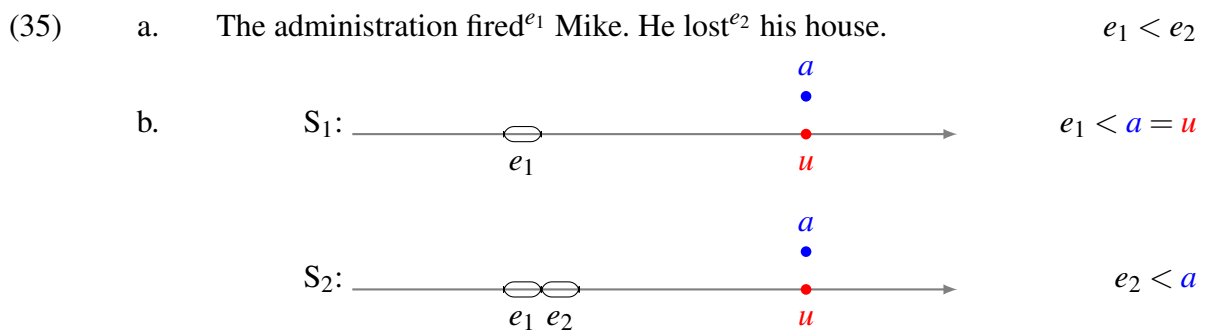 (35) a. The administration fired^e1 Mike. He lost^e2 his house. e1 < e2
a
b. S1: e1 < a = u
e1 u
a
S2: e2 < a
e1 e2 u